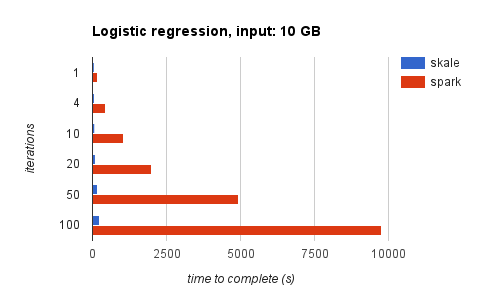 Logistic regression, input: 10 GB
skale
spark
iterations
1
4
10
20
50
100
0 2500 5000 7500 10000
time to complete (s)